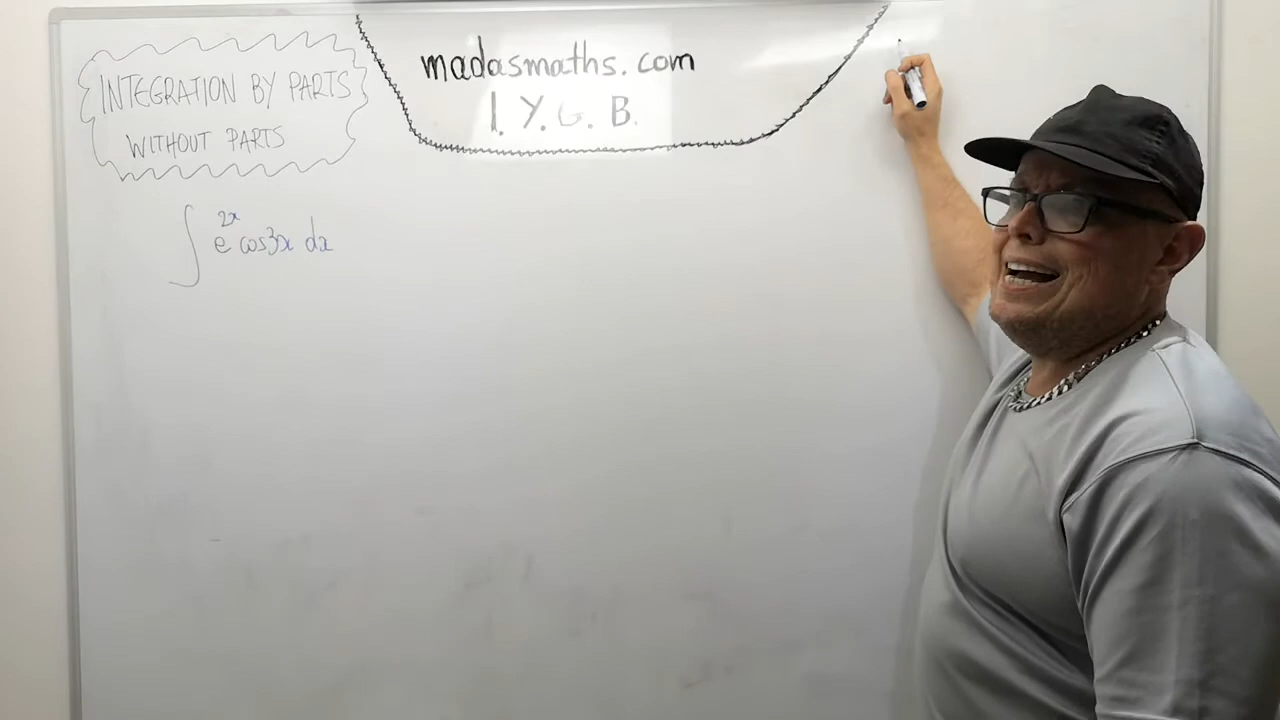 INTEGRATION BY PARTS
WITHOUT PARTS
madasmaths.com
I. Y. G. B.
∫ e^{2x} cos3x dx